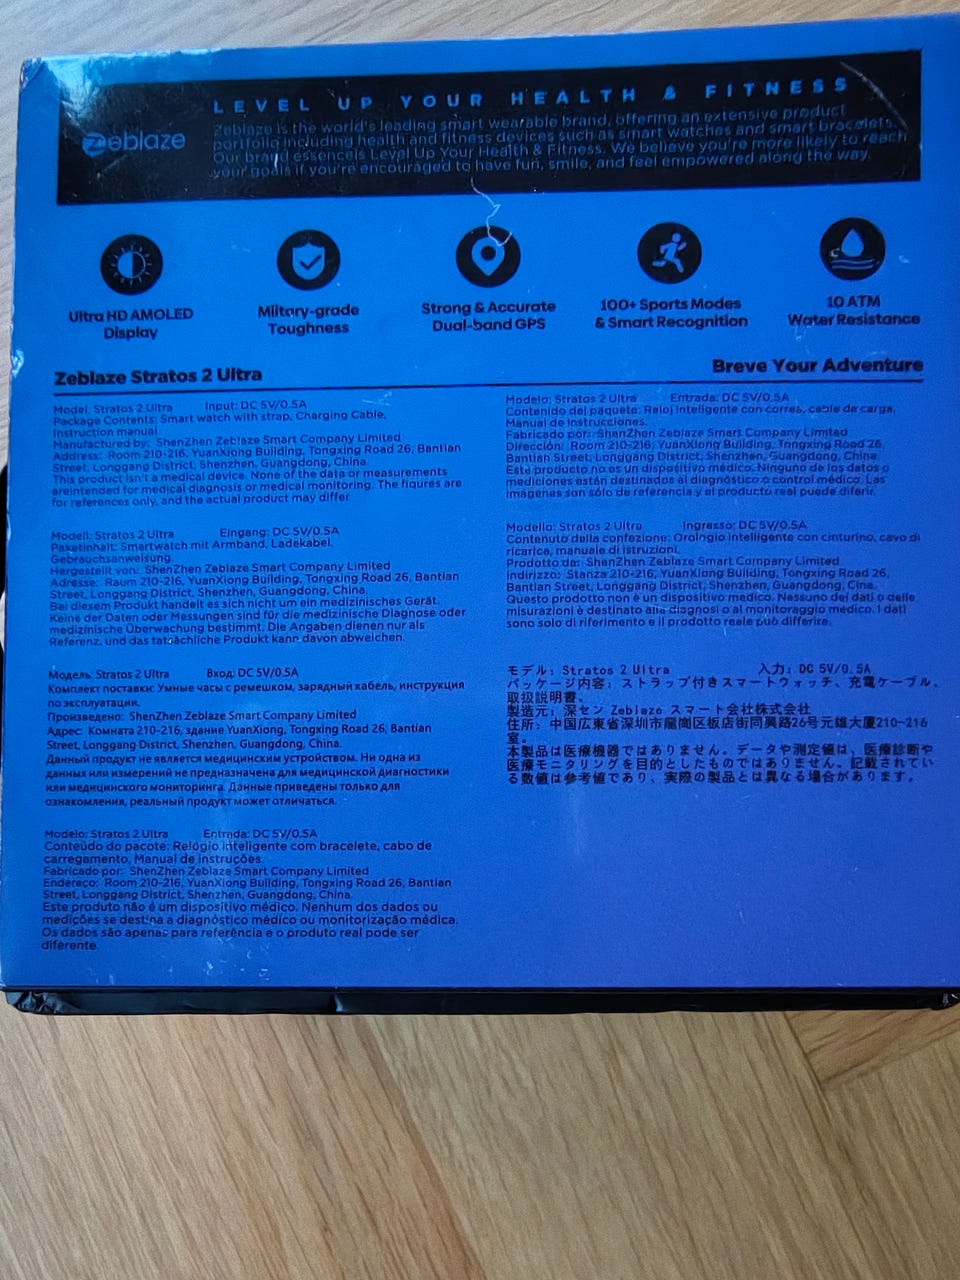 Zeblaze
LEVEL UP YOUR HEALTH & FITNESS
Zeblaze is the world's leading smart wearable brand, offering an extensive product
portfolio including health and fitness devices such as smart watches and smart bracelets.
Our brand essence is Level Up Your Health & Fitness. We believe you're more likely to reach
your goals if you're encouraged to have fun, smile, and feel empowered along the way.
Ultra HD AMOLED
Display
Military-grade
Toughness
Strong & Accurate
Dual-band GPS
100+ Sports Modes
& Smart Recognition
10 ATM
Water Resistance
Zeblaze Stratos 2 Ultra
Breve Your Adventure
Model: Stratos 2 Ultra Input: DC 5V/0.5A
Package Contents: Smart watch with strap, Charging Cable,
Instruction manual
Manufactured by: ShenZhen Zeblaze Smart Company Limited
Address: Room 210-216, YuanXiong Building, Tongxing Road 26, Bantian
Street, Longgang District, Shenzhen, Guangdong, China.
This product isn't a medical device. None of the data or measurements
areintended for medical diagnosis or medical monitoring. The figures are
for references only, and the actual product may differ.
Modell: Stratos 2 Ultra Eingang: DC 5V/0.5A
Paketinhalt: Smartwatch mit Armband, Ladekabel,
Gebrauchsanweisung.
Hergestellt von: ShenZhen Zeblaze Smart Company Limited
Adresse: Raum 210-216, YuanXiong Building, Tongxing Road 26, Bantian
Street, Longgang District, Shenzhen, Guangdong, China.
Bei diesem Produkt handelt es sich nicht um ein medizinisches Gerät.
Keine der Daten oder Messungen sind für die medizinische Diagnose oder
medizinische Überwachung bestimmt. Die Angaben dienen nur als
Referenz, und das tatsächliche Produkt kann davon abweichen.
Модель: Stratos 2 Ultra Вход: DC 5V/0.5A
Комплект поставки: Умные часы с ремешком, зарядный кабель, инструкция
по эксплуатации.
Произведено: ShenZhen Zeblaze Smart Company Limited
Адрес: Комната 210-216, здание YuanXiong, Tongxing Road 26, Bantian
Street, Longgang District, Shenzhen, Guangdong, China.
Данный продукт не является медицинским устройством. Ни одна из
данных или измерений не предназначена для медицинской диагностики
или медицинского мониторинга. Данные приведены только для
ознакомления, реальный продукт может отличаться.
Modelo: Stratos 2 Ultra Entrada: DC 5V/0.5A
Conteúdo do pacote: Relógio inteligente com bracelete, cabo de
carregamento, Manual de instruções.
Fabricado por: ShenZhen Zeblaze Smart Company Limited
Endereço: Room 210-216, YuanXiong Building, Tongxing Road 26, Bantian
Street, Longgang District, Shenzhen, Guangdong, China.
Este produto não é um dispositivo médico. Nenhum dos dados ou
medições se destina a diagnóstico médico ou monitorização médica.
Os dados são apenas para referência e o produto real pode ser
diferente.
Modelo: Stratos 2 Ultra Entrada: DC 5V/0.5A
Contenido del paquete: Reloj inteligente con correa, cable de carga,
Manual de instrucciones.
Fabricado por: ShenZhen Zeblaze Smart Company Limited
Dirección: Room 210-216, YuanXiong Building, Tongxing Road 26,
Bantian Street, Longgang District, Shenzhen, Guangdong, China.
Este producto no es un dispositivo médico. Ninguno de los datos o
mediciones están destinados al diagnóstico o control médico. Las
imágenes son sólo de referencia y el producto real puede diferir.
Modello: Stratos 2 Ultra Ingresso: DC 5V/0.5A
Contenuto della confezione: Orologio intelligente con cinturino, cavo di
ricarica, manuale di istruzioni.
Prodotto da: ShenZhen Zeblaze Smart Company Limited
Indirizzo: Stanza 210-216, YuanXiong Building, Tongxing Road 26,
Bantian Street, Longgang District, Shenzhen, Guangdong, Cina.
Questo prodotto non è un dispositivo medico. Nessuno dei dati o delle
misurazioni è destinato alla diagnosi o al monitoraggio medico. I dati
sono solo di riferimento e il prodotto reale può differire.
モデル: Stratos 2 Ultra 入力: DC 5V/0.5A
パッケージ内容: ストラップ付きスマートウォッチ、充電ケーブル、
取扱説明書。
製造元: 深セン Zeblaze スマート会社株式会社
住所: 中国広東省深圳市龍崗区坂店街同興路26号元雄大厦210-216
室。
本製品は医療機器ではありません。データや測定値は、医療診断や
医療モニタリングを目的としたものではありません。記載されてい
る数値は参考値であり、実際の製品とは異なる場合があります。